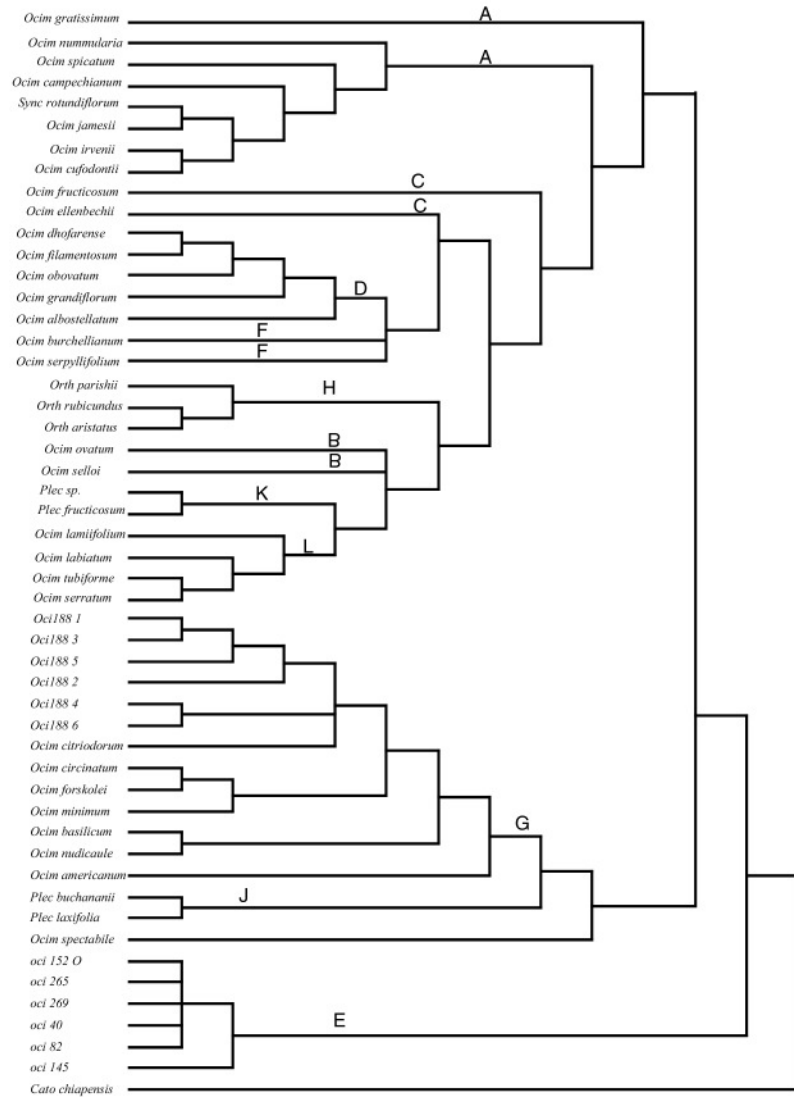 Ocim gratissimum
A
Ocim nummularia
Ocim spicatum
A
Ocim campechianum
Sync rotundiflorum
Ocim jamesii
Ocim irvenii
Ocim cufodontii
Ocim fructicosum
C
Ocim ellenbechii
C
Ocim dhofarense
Ocim filamentosum
Ocim obovatum
Ocim grandiflorum
D
Ocim albostellatum
Ocim burchellianum
F
Ocim serpyllifolium
F
Orth parishii
H
Orth rubicundus
Orth aristatus
Ocim ovatum
B
Ocim selloi
B
Plec sp.
K
Plec fructicosum
Ocim lamiifolium
L
Ocim labiatum
Ocim tubiforme
Ocim serratum
Oci188 1
Oci188 3
Oci188 5
Oci188 2
Oci188 4
Oci188 6
Ocim citriodorum
Ocim circinatum
Ocim forskolei
Ocim minimum
Ocim basilicum
G
Ocim nudicaule
Ocim americanum
Plec buchananii
J
Plec laxifolia
Ocim spectabile
oci 152 O
oci 265
oci 269
oci 40
E
oci 82
oci 145
Cato chiapensis